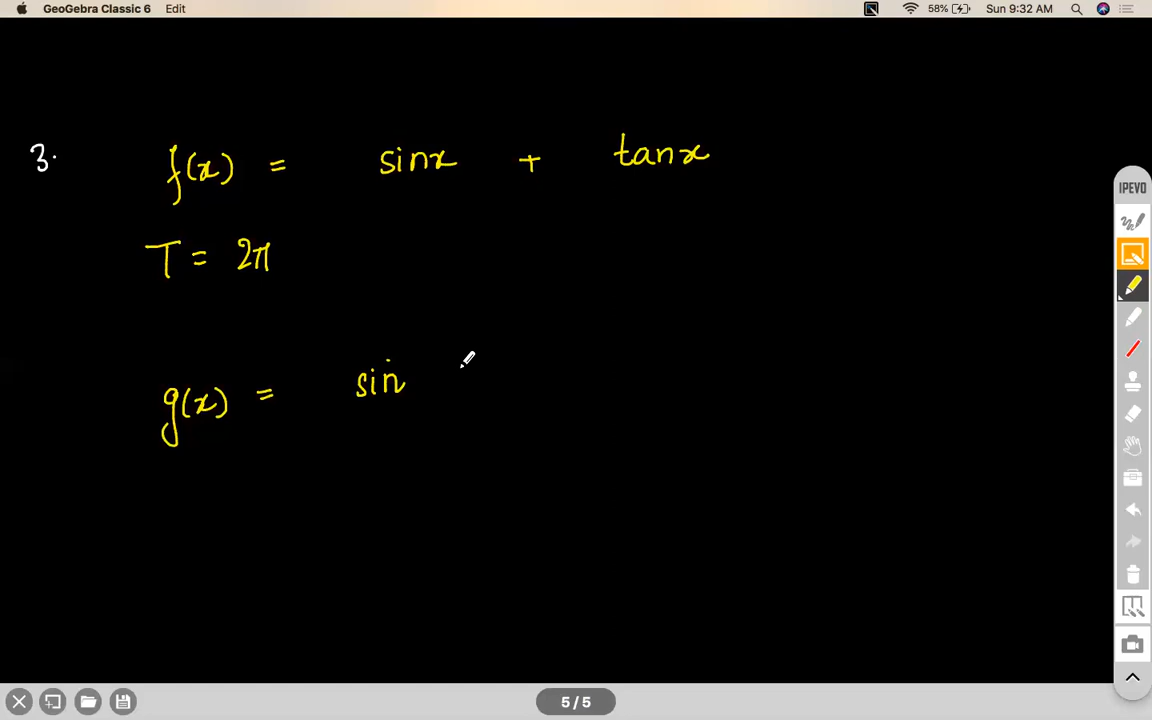 GeoGebra Classic 6 Edit 58% Sun 9:32 AM
3. f(x) = sinx + tanx
IPEVO
T = 2π
g(x) = sin
5 / 5